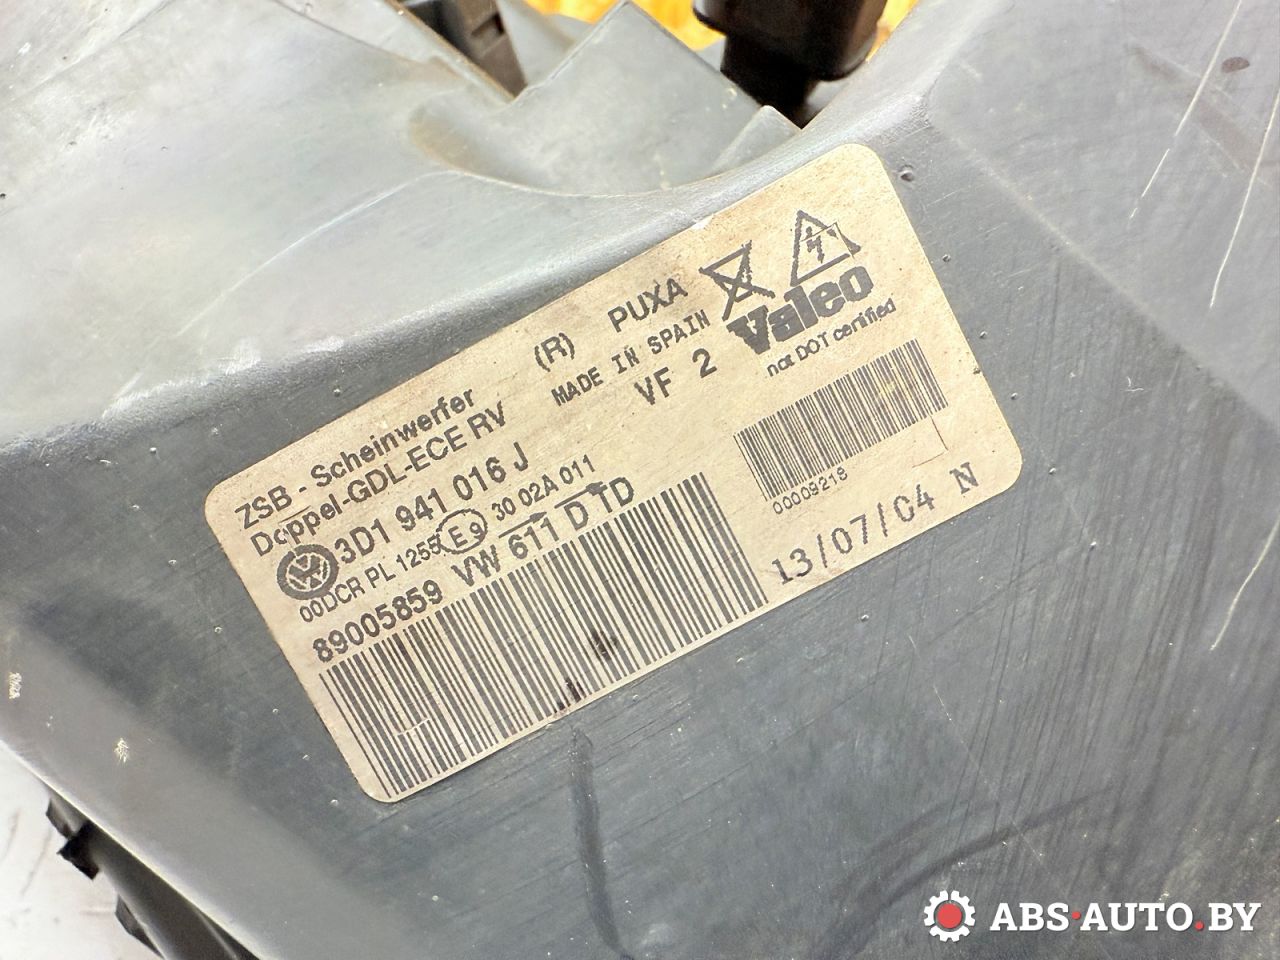 ZSB - Scheinwerfer (R) PUXA
Doppel-GDL-ECE RV MADE IN SPAIN Valeo
3D1 941 016 J VF 2 not DOT certified
00DCR PL 1255 E9 30 02A 011
89005859 VW 611 D TD
00009218
13/07/04 N
ABS·AUTO.BY